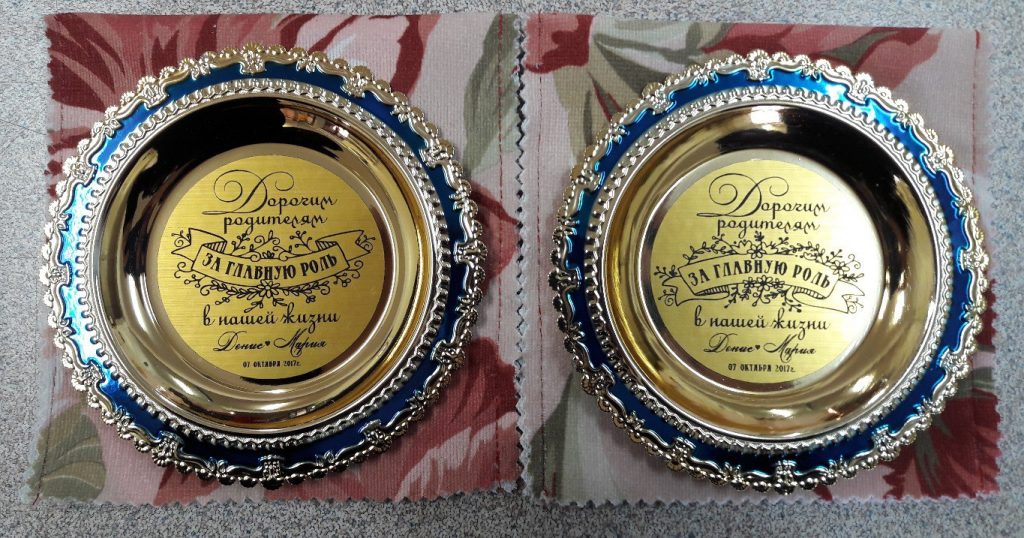 Дорогим
родителям
ЗА ГЛАВНУЮ РОЛЬ
в нашей жизни
Денис Мария
07 ОКТЯБРЯ 2017г.
Дорогим
родителям
ЗА ГЛАВНУЮ РОЛЬ
в нашей жизни
Денис Мария
07 ОКТЯБРЯ 2017г.